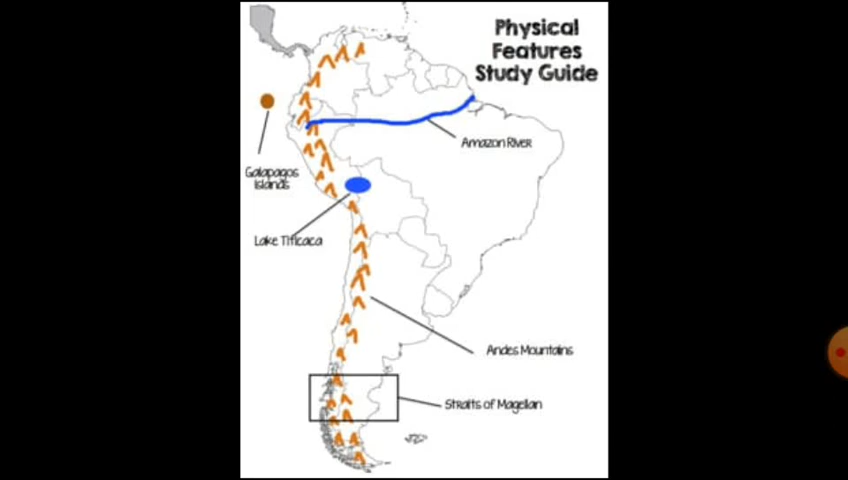 Physical
Features
Study Guide
Amazon River
Galapagos
Islands
Lake Titicaca
Andes Mountains
Straits of Magellan